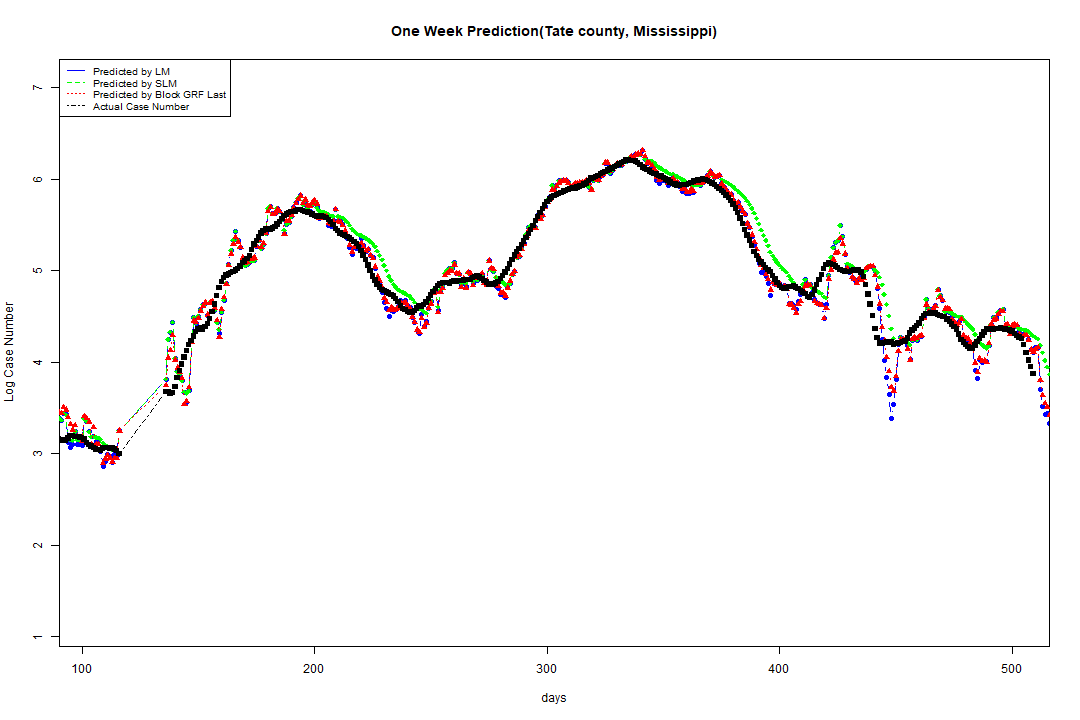 One Week Prediction(Tate county, Mississippi)
Predicted by LM
Predicted by SLM
Predicted by Block GRF Last
Actual Case Number
7
6
5
4
3
2
1
Log Case Number
100 200 300 400 500
days